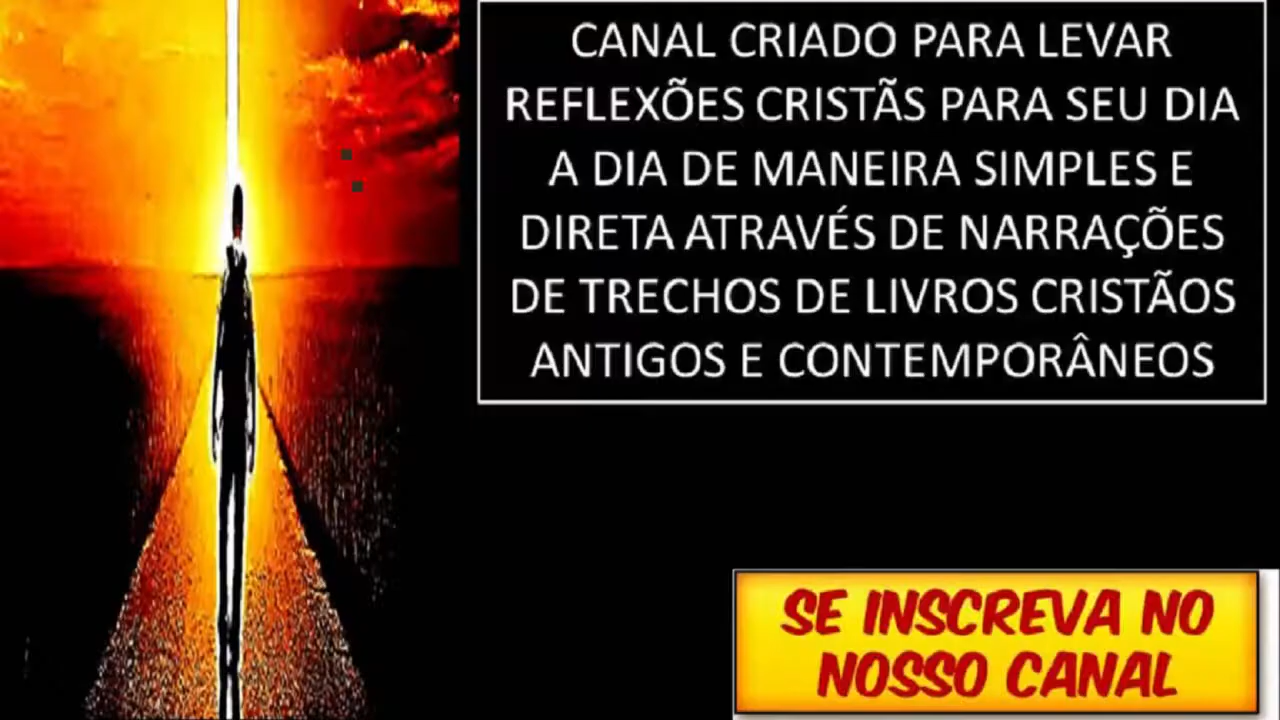 CANAL CRIADO PARA LEVAR
REFLEXÕES CRISTÃS PARA SEU DIA
A DIA DE MANEIRA SIMPLES E
DIRETA ATRAVÉS DE NARRAÇÕES
DE TRECHOS DE LIVROS CRISTÃOS
ANTIGOS E CONTEMPORÂNEOS
SE INSCREVA NO
NOSSO CANAL